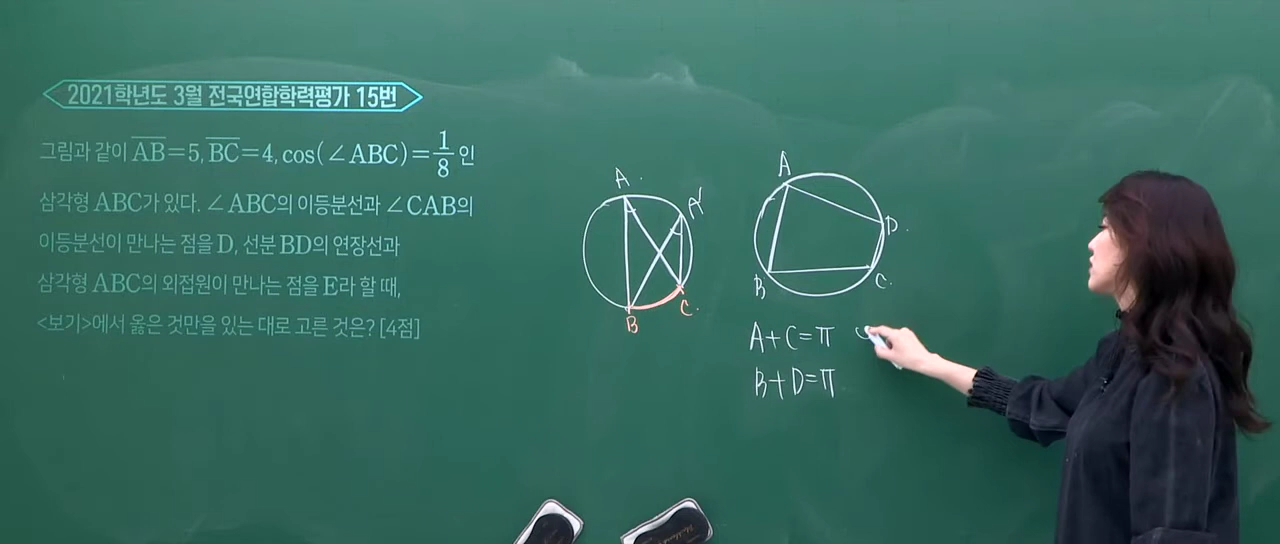 2021학년도 3월 전국연합학력평가 15번
그림과 같이 AB=5, BC=4, cos(∠ABC)=1/8 인
삼각형 ABC가 있다. ∠ABC의 이등분선과 ∠CAB의
이등분선이 만나는 점을 D, 선분 BD의 연장선과
삼각형 ABC의 외접원이 만나는 점을 E라 할 때,
<보기>에서 옳은 것만을 있는 대로 고른 것은? [4점]
A
A'
B
C
A
D
B
C
A+C=π
B+D=π